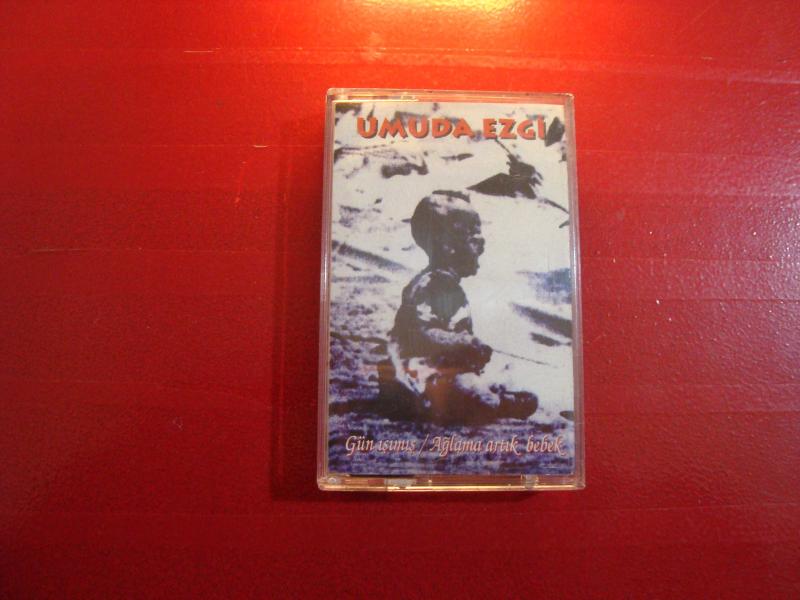 UMUDA EZGİ
Gün ışımış / Ağlama artık bebek